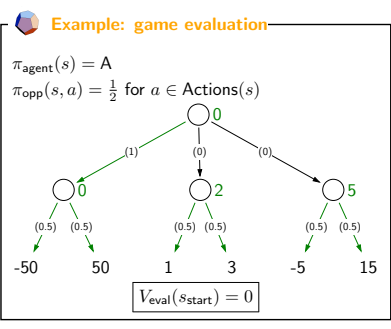 Example: game evaluation
π_agent(s) = A
π_opp(s, a) = 1/2 for a ∈ Actions(s)
0
(1) (0) (0)
0 2 5
(0.5) (0.5) (0.5) (0.5) (0.5) (0.5)
-50 50 1 3 -5 15
V_eval(s_start) = 0